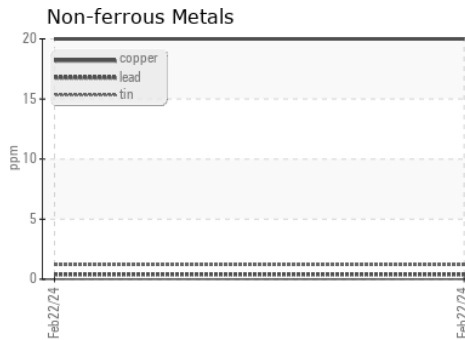 Non-ferrous Metals
20
copper
lead
tin
15
ppm
10
5
0
Feb22/24
Feb22/24